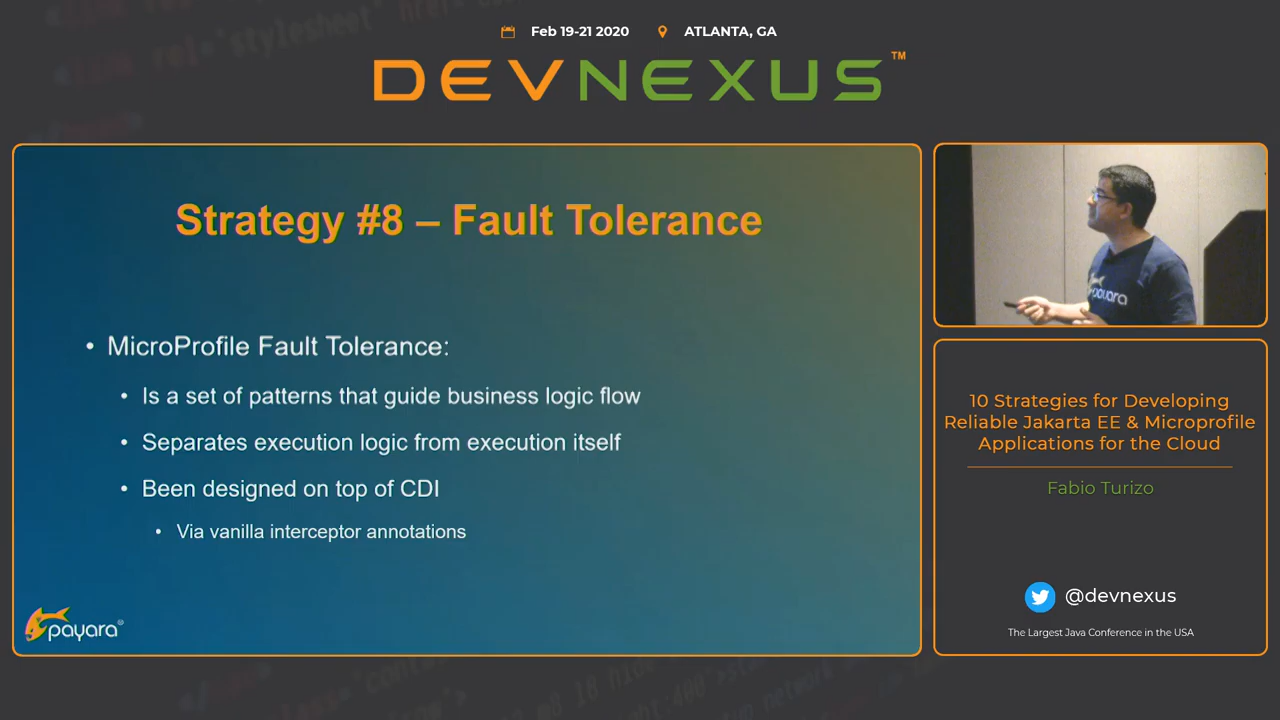 Feb 19-21 2020 ATLANTA, GA
DEVNEXUS™
Strategy #8 – Fault Tolerance
• MicroProfile Fault Tolerance:
• Is a set of patterns that guide business logic flow
• Separates execution logic from execution itself
• Been designed on top of CDI
• Via vanilla interceptor annotations
payara®
payara
10 Strategies for Developing
Reliable Jakarta EE & Microprofile
Applications for the Cloud
Fabio Turizo
@devnexus
The Largest Java Conference in the USA